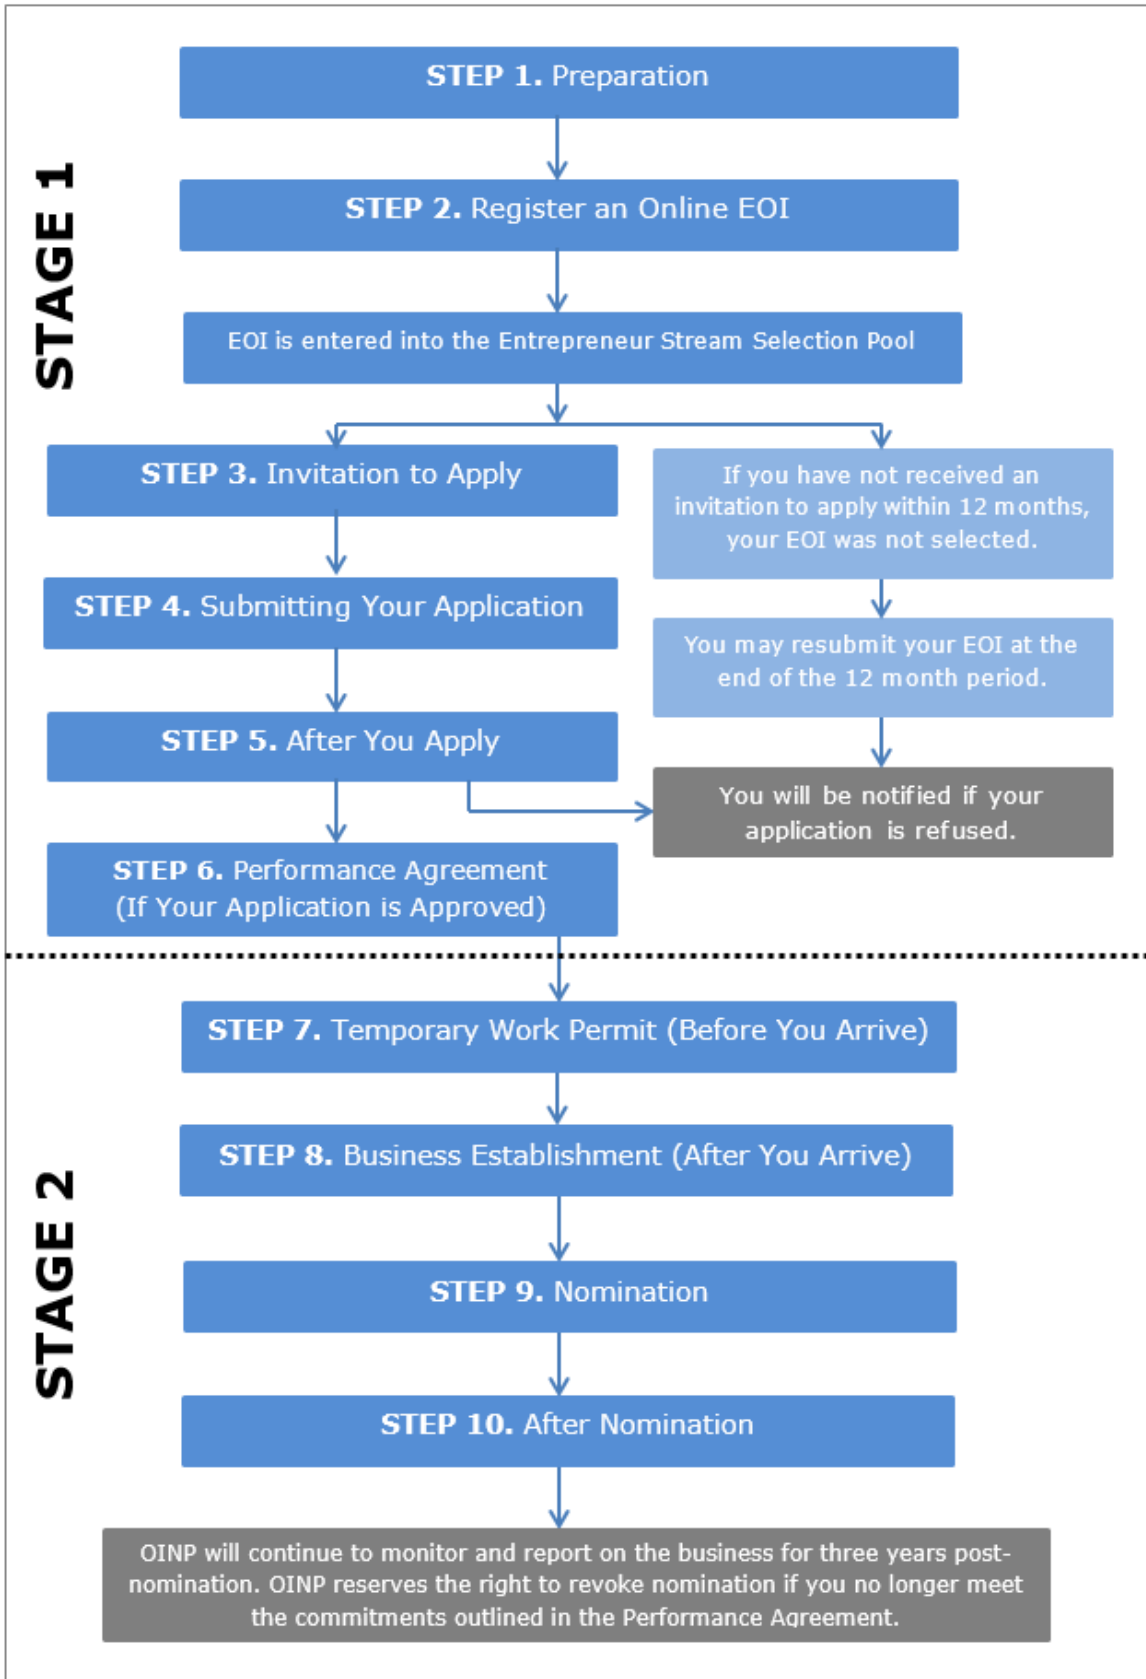 STAGE 1
STEP 1. Preparation
STEP 2. Register an Online EOI
EOI is entered into the Entrepreneur Stream Selection Pool
STEP 3. Invitation to Apply
If you have not received an
invitation to apply within 12 months,
your EOI was not selected.
STEP 4. Submitting Your Application
You may resubmit your EOI at the
end of the 12 month period.
STEP 5. After You Apply
You will be notified if your
application is refused.
STEP 6. Performance Agreement
(If Your Application is Approved)
STAGE 2
STEP 7. Temporary Work Permit (Before You Arrive)
STEP 8. Business Establishment (After You Arrive)
STEP 9. Nomination
STEP 10. After Nomination
OINP will continue to monitor and report on the business for three years post-
nomination. OINP reserves the right to revoke nomination if you no longer meet
the commitments outlined in the Performance Agreement.